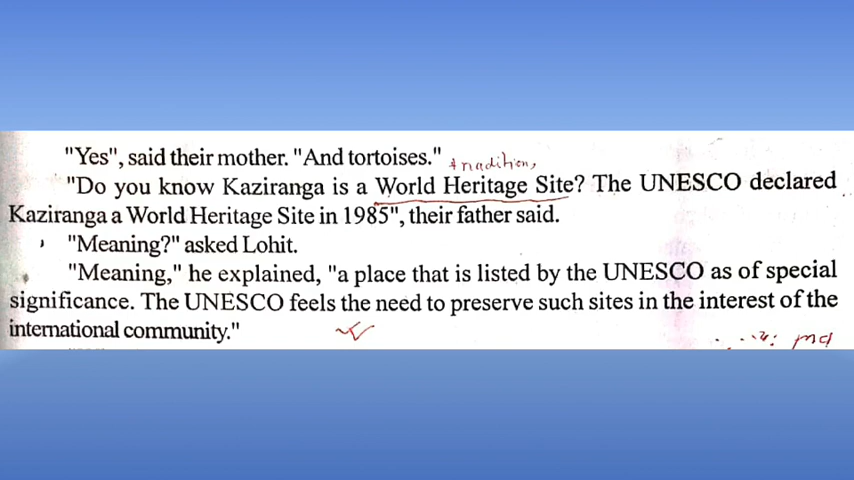 "Yes", said their mother. "And tortoises."
tradition,
"Do you know Kaziranga is a World Heritage Site? The UNESCO declared
Kaziranga a World Heritage Site in 1985", their father said.
"Meaning?" asked Lohit.
"Meaning," he explained, "a place that is listed by the UNESCO as of special
significance. The UNESCO feels the need to preserve such sites in the interest of the
international community."